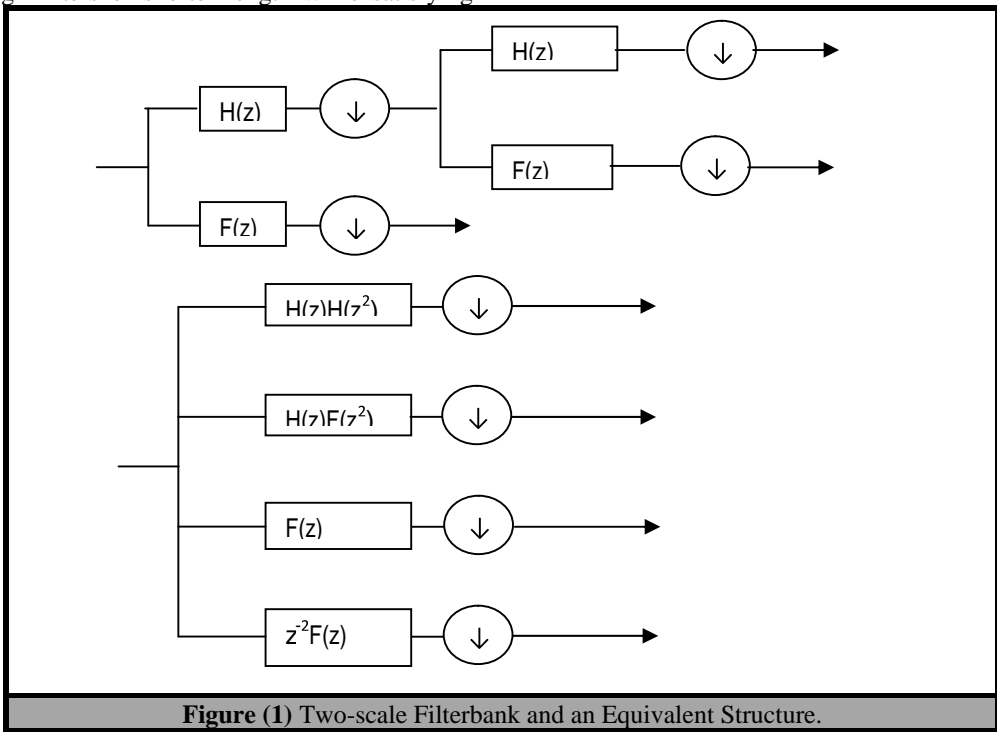 H(z)
H(z)
↓
↓
F(z)
↓
F(z)
↓
H(z)H(z²)
↓
H(z)F(z²)
↓
F(z)
↓
z⁻²F(z)
↓
Figure (1) Two-scale Filterbank and an Equivalent Structure.